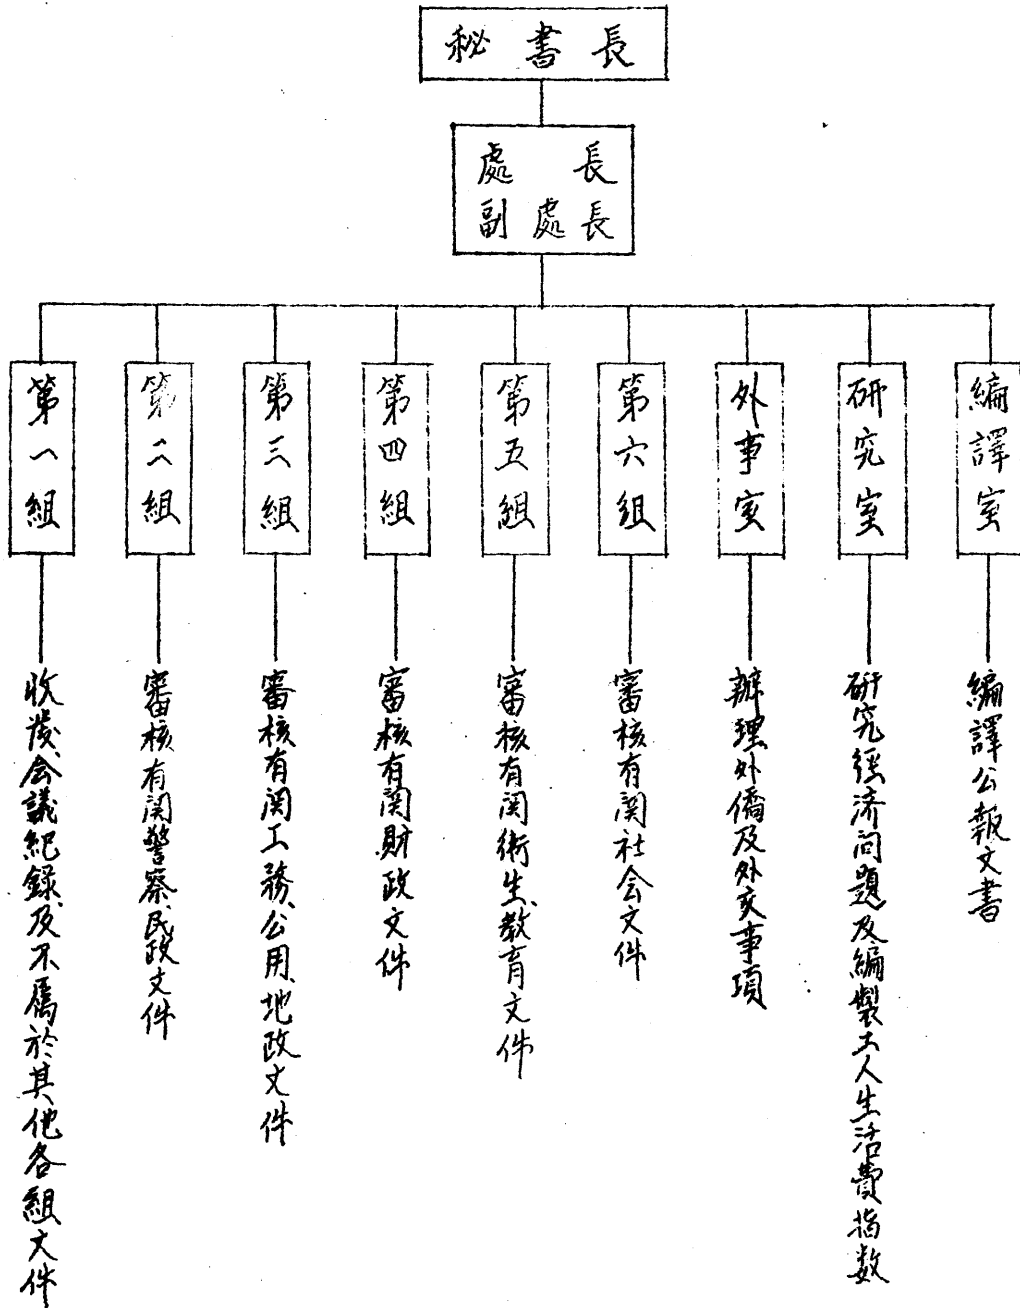 秘書長
處長
副處長
第一組
第二組
第三組
第四組
第五組
第六組
外事室
研究室
編譯室
收發、会議紀錄、及不屬於其他各組文件
審核有関警察、民政文件
審核有関工務、公用、地政文件
審核有関財政文件
審核有関衛生、教育文件
審核有関社会文件
辦理外僑及外交事項
研究經济问題及編製工人生活費指数
編譯公報文書